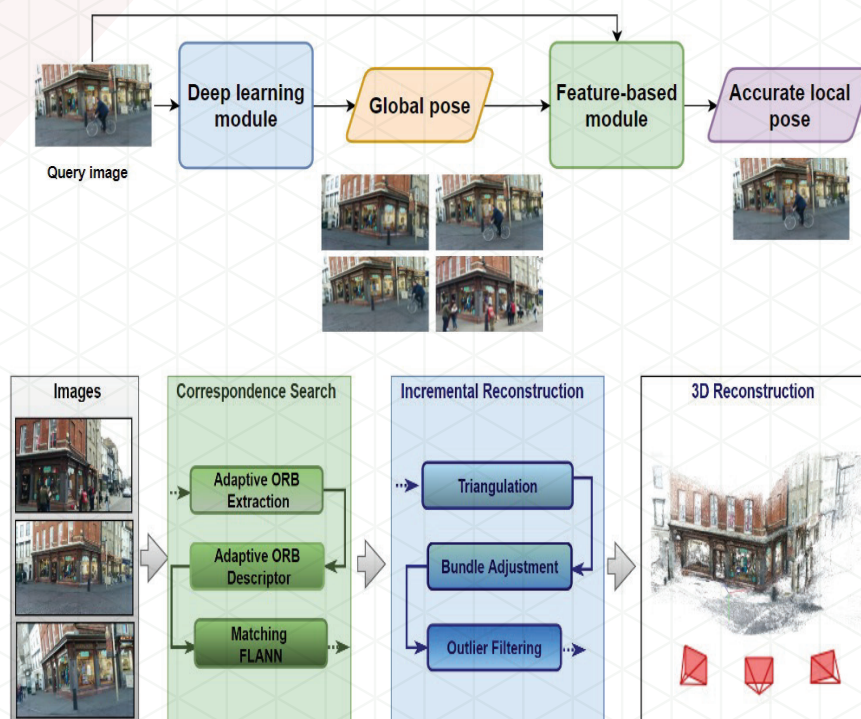 Deep learning
module
Global pose
Feature-based
module
Accurate local
pose
Query image
Images
Correspondence Search
Adaptive ORB
Extraction
Adaptive ORB
Descriptor
Matching
FLANN
Incremental Reconstruction
Triangulation
Bundle Adjustment
Outlier Filtering
3D Reconstruction